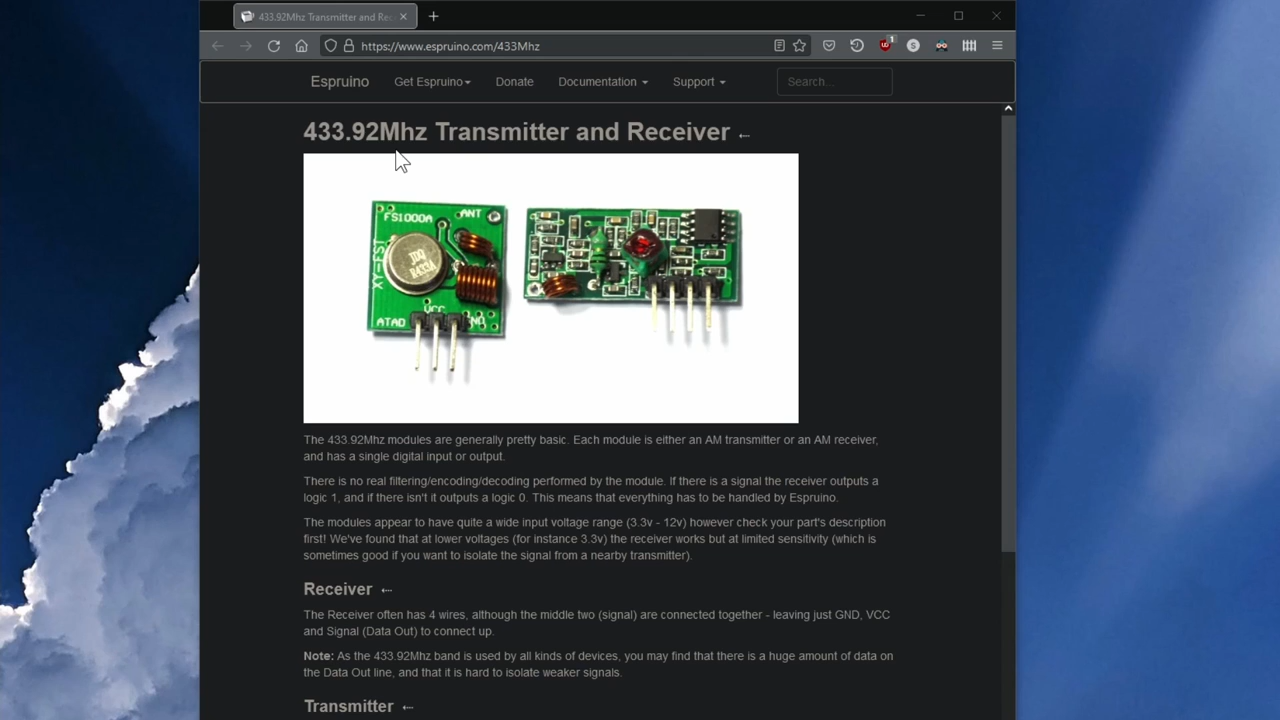 433.92Mhz Transmitter and Rec
https://www.espruino.com/433Mhz
1
S
Espruino
Get Espruino
Donate
Documentation
Support
Search...
433.92Mhz Transmitter and Receiver ←
FS1000A
ANT
XY-FST
JDQ
R433A
VCC
ATAD
The 433.92Mhz modules are generally pretty basic. Each module is either an AM transmitter or an AM receiver,
and has a single digital input or output.
There is no real filtering/encoding/decoding performed by the module. If there is a signal the receiver outputs a
logic 1, and if there isn't it outputs a logic 0. This means that everything has to be handled by Espruino.
The modules appear to have quite a wide input voltage range (3.3v - 12v) however check your part's description
first! We've found that at lower voltages (for instance 3.3v) the receiver works but at limited sensitivity (which is
sometimes good if you want to isolate the signal from a nearby transmitter).
Receiver ←
The Receiver often has 4 wires, although the middle two (signal) are connected together - leaving just GND, VCC
and Signal (Data Out) to connect up.
Note: As the 433.92Mhz band is used by all kinds of devices, you may find that there is a huge amount of data on
the Data Out line, and that it is hard to isolate weaker signals.
Transmitter ←